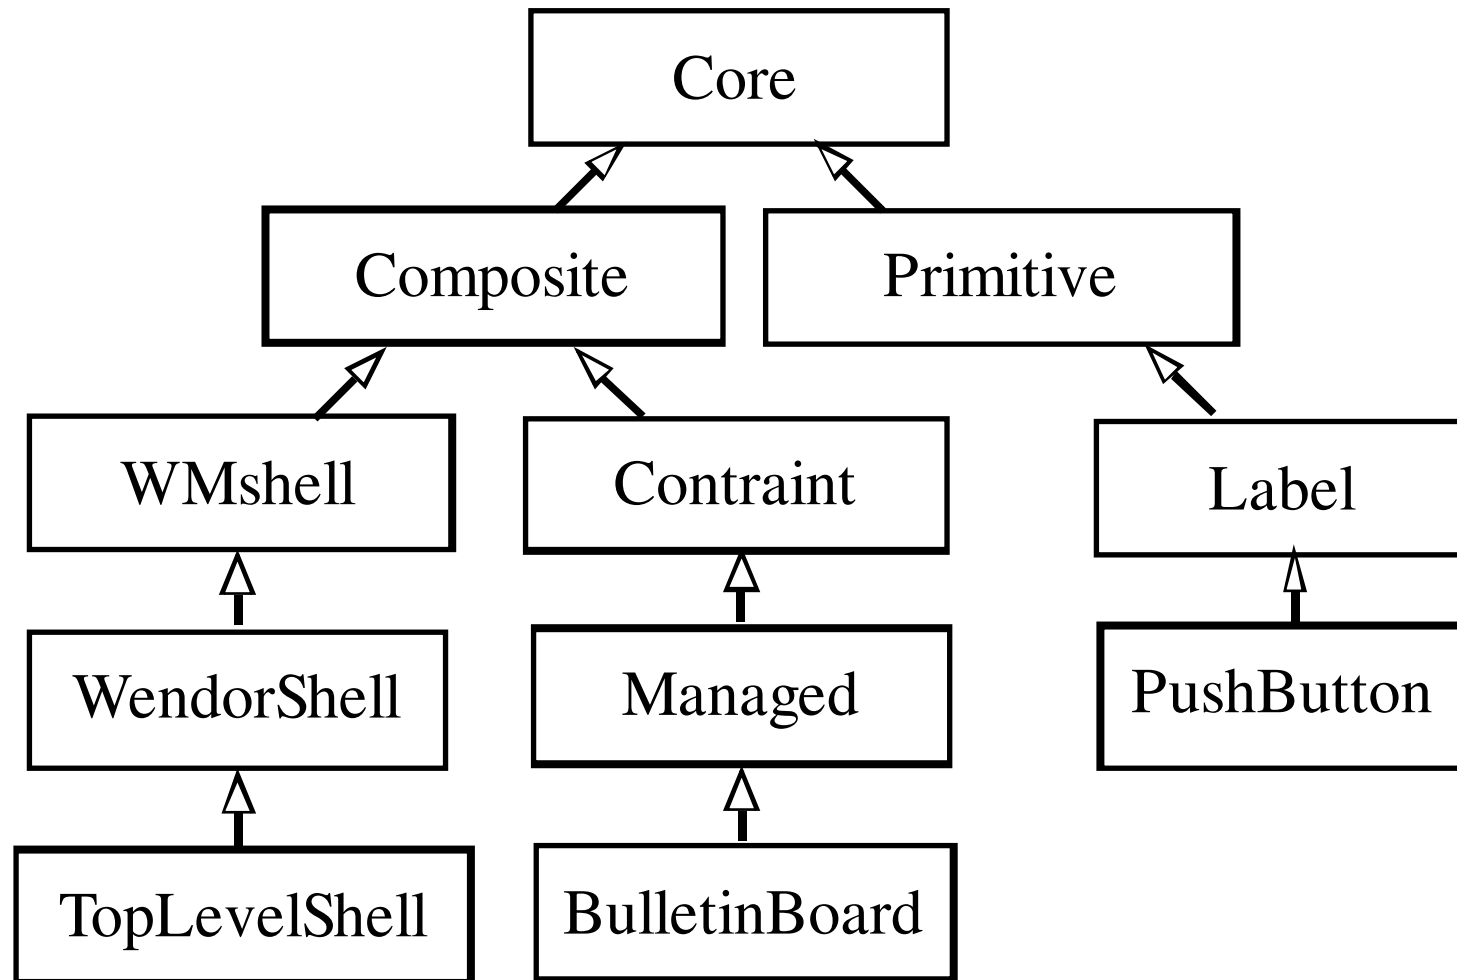 Core
Composite
Primitive
WMshell
Contraint
Label
WendorShell
Managed
PushButton
TopLevelShell
BulletinBoard